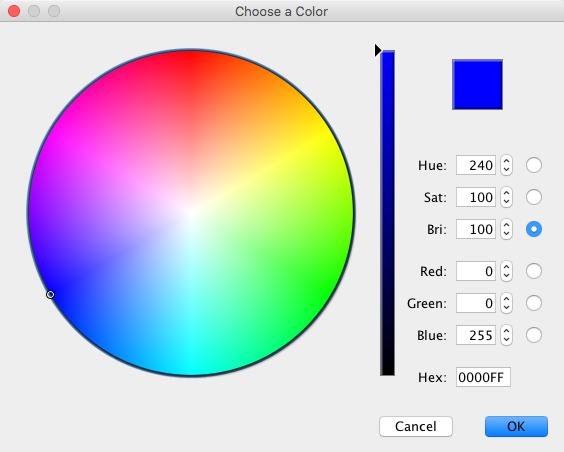 Choose a Color
Hue: 240
Sat: 100
Bri: 100
Red: 0
Green: 0
Blue: 255
Hex: 0000FF
Cancel OK